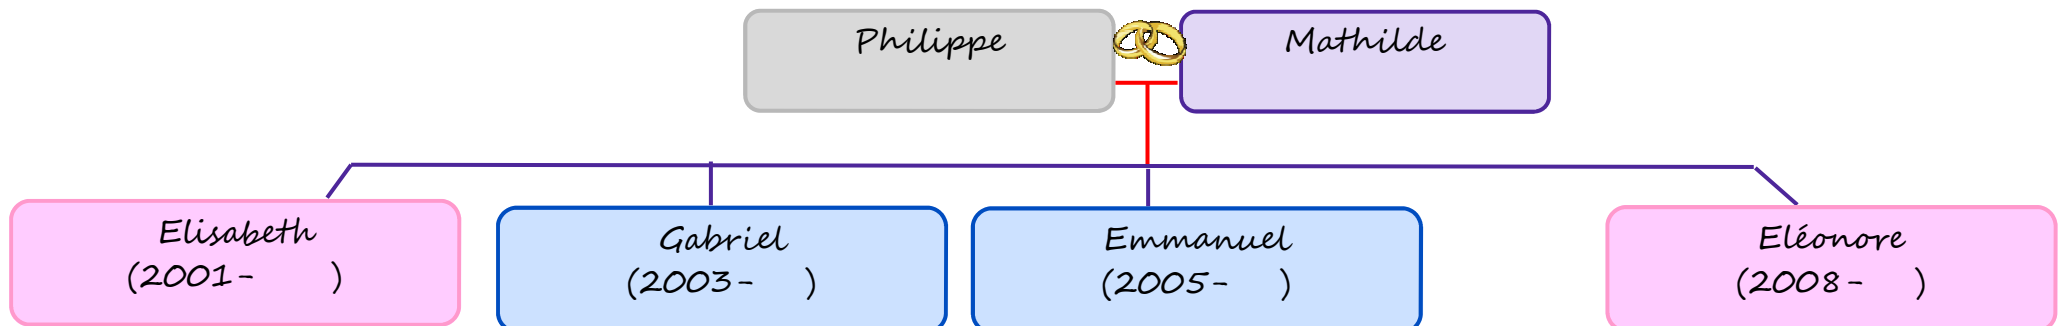 Philippe
Mathilde
Elisabeth
(2001-    )
Gabriel
(2003-    )
Emmanuel
(2005-    )
Eléonore
(2008-    )